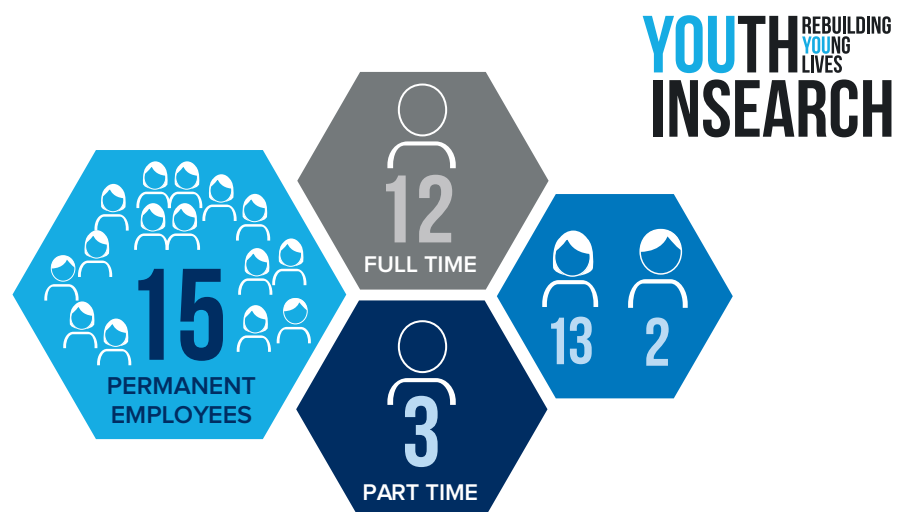 YOUTH REBUILDING YOUNG LIVES
INSEARCH
15
PERMANENT
EMPLOYEES
12
FULL TIME
3
PART TIME
13 2